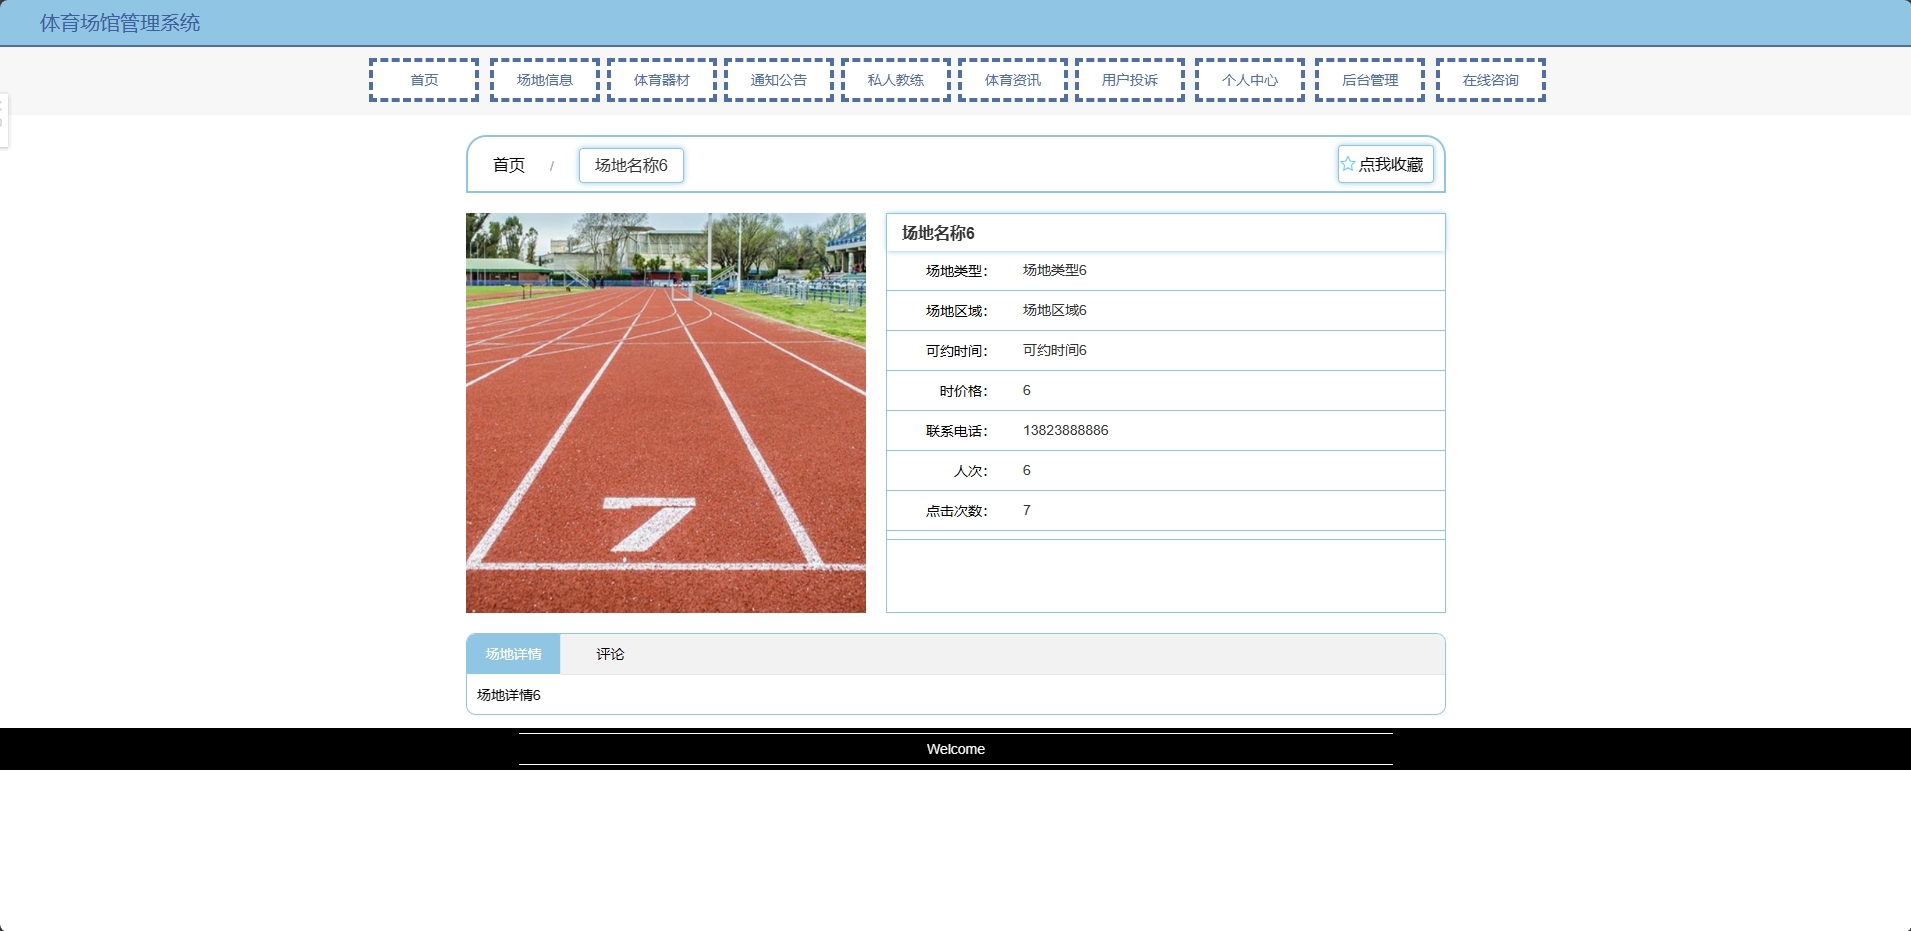 体育场馆管理系统
首页 场地信息 体育器材 通知公告 私人教练 体育资讯 用户投诉 个人中心 后台管理 在线咨询
首页 / 场地名称6 点我收藏
场地名称6
场地类型： 场地类型6
场地区域： 场地区域6
可约时间： 可约时间6
时价格： 6
联系电话： 13823888886
人次： 6
点击次数： 7
7
场地详情 评论
场地详情6
Welcome